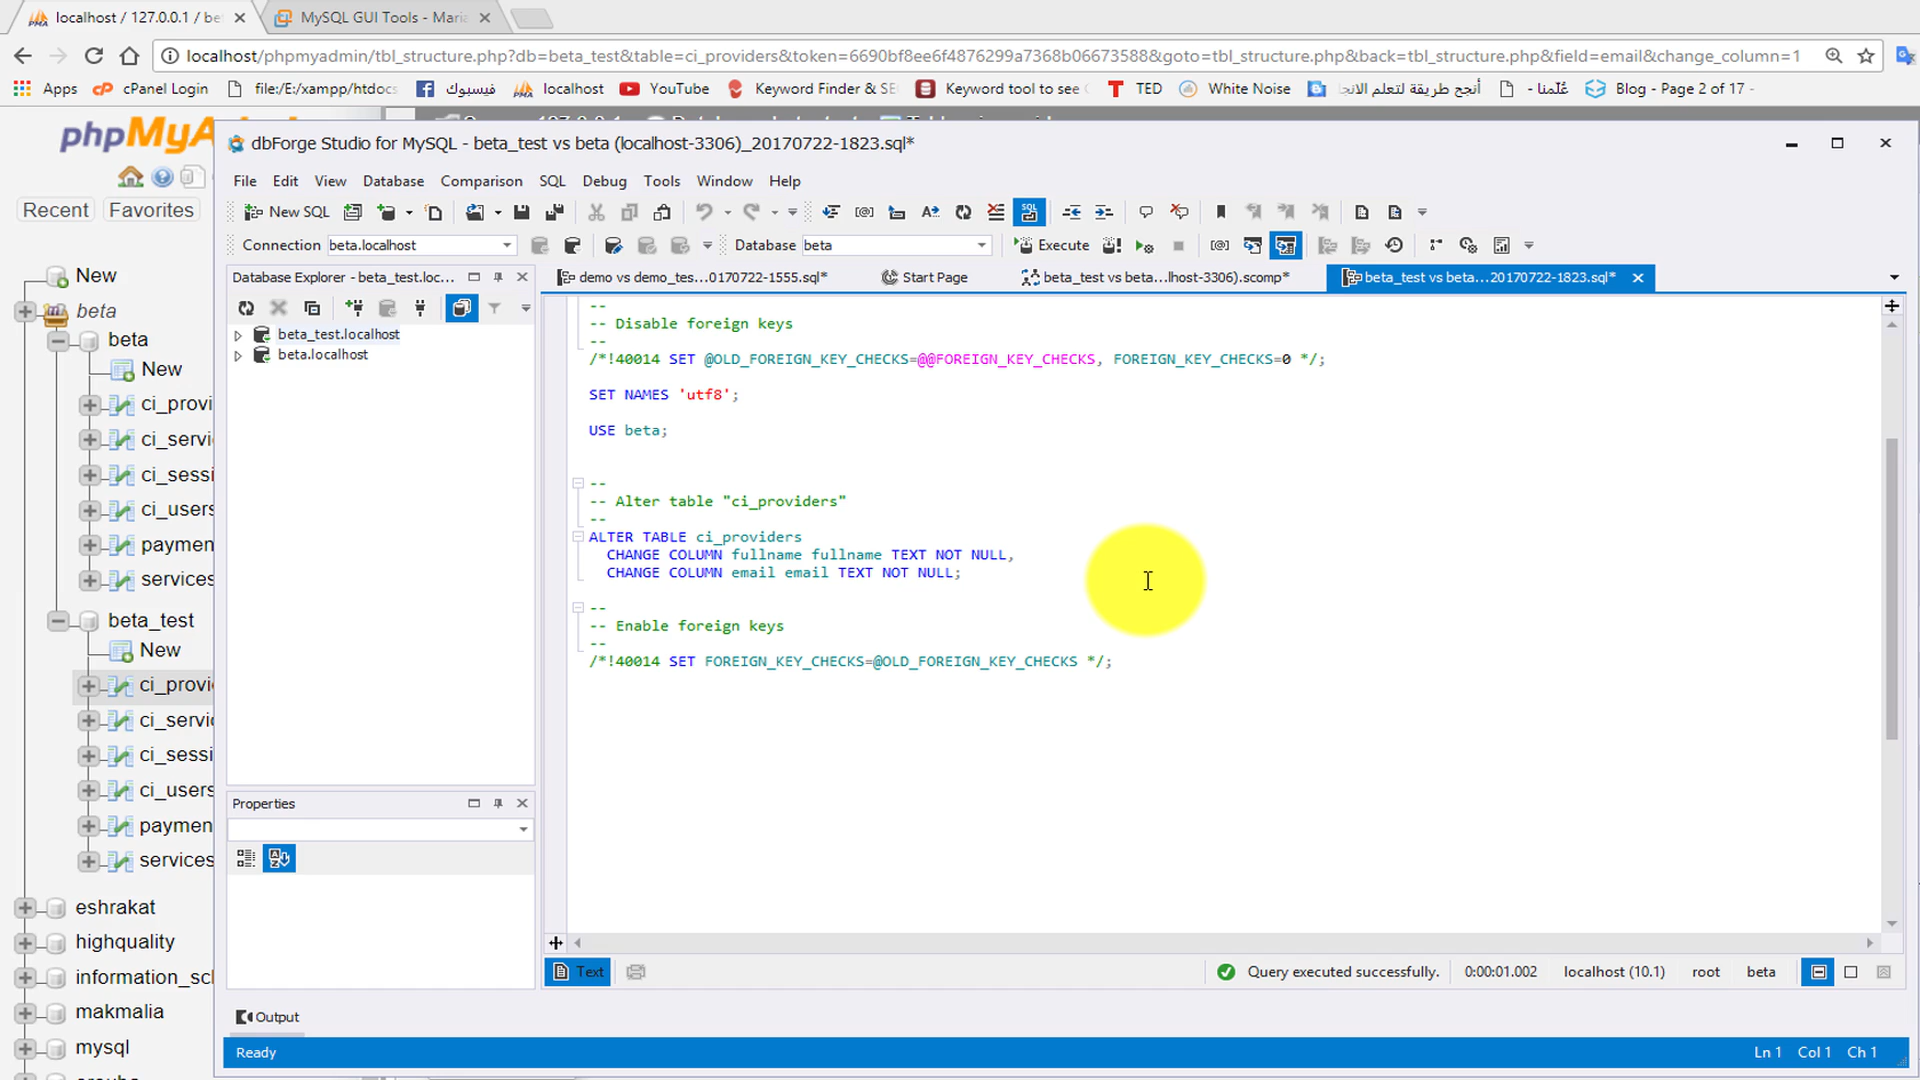 localhost / 127.0.0.1 / be
MySQL GUI Tools - Maria
localhost/phpmyadmin/tbl_structure.php?db=beta_test&table=ci_providers&token=6690bf8ee6f4876299a7368b06673588&goto=tbl_structure.php&back=tbl_structure.php&field=email&change_column=1
Apps
cPanel Login
file:/E:/xampp/htdocs
فيسبوك
localhost
YouTube
Keyword Finder & SE
Keyword tool to see
TED
White Noise
أنجح طريقة لتعلم الانجا
عُلّمنا -
Blog - Page 2 of 17 -
phpMyA
Recent
Favorites
New
beta
beta
New
ci_provi
ci_servi
ci_sessi
ci_users
paymen
services
beta_test
New
ci_provi
ci_servi
ci_sessi
ci_users
paymen
services
eshrakat
highquality
information_scl
makmalia
mysql
dbForge Studio for MySQL - beta_test vs beta (localhost-3306)_20170722-1823.sql*
File Edit View Database Comparison SQL Debug Tools Window Help
New SQL
Connection beta.localhost
Database beta
Execute
Database Explorer - beta_test.loc...
beta_test.localhost
beta.localhost
Properties
demo vs demo_tes...0170722-1555.sql*
Start Page
beta_test vs beta...lhost-3306).scomp*
beta_test vs beta...20170722-1823.sql*
--
-- Disable foreign keys
--
/*!40014 SET @OLD_FOREIGN_KEY_CHECKS=@@FOREIGN_KEY_CHECKS, FOREIGN_KEY_CHECKS=0 */;
SET NAMES 'utf8';
USE beta;
--
-- Alter table "ci_providers"
--
ALTER TABLE ci_providers
CHANGE COLUMN fullname fullname TEXT NOT NULL,
CHANGE COLUMN email email TEXT NOT NULL;
--
-- Enable foreign keys
--
/*!40014 SET FOREIGN_KEY_CHECKS=@OLD_FOREIGN_KEY_CHECKS */;
Text
Query executed successfully.
0:00:01.002
localhost (10.1)
root
beta
Output
Ready
Ln 1
Col 1
Ch 1